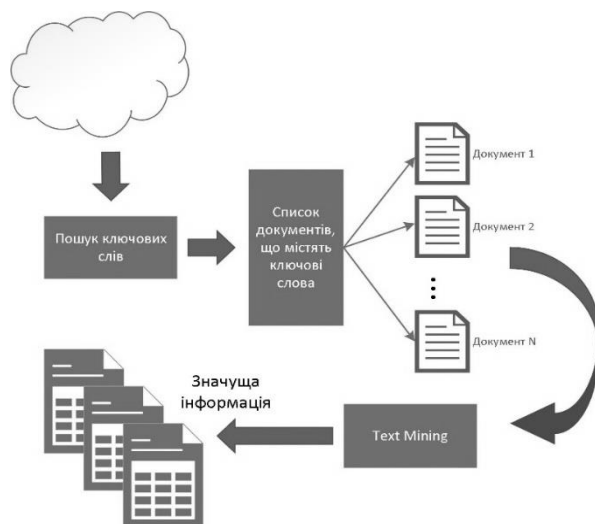 Документ 1
Пошук ключових
слів
Список
документів,
що містять
ключові
слова
Документ 2
Документ N
Значуща
інформація
Text Mining